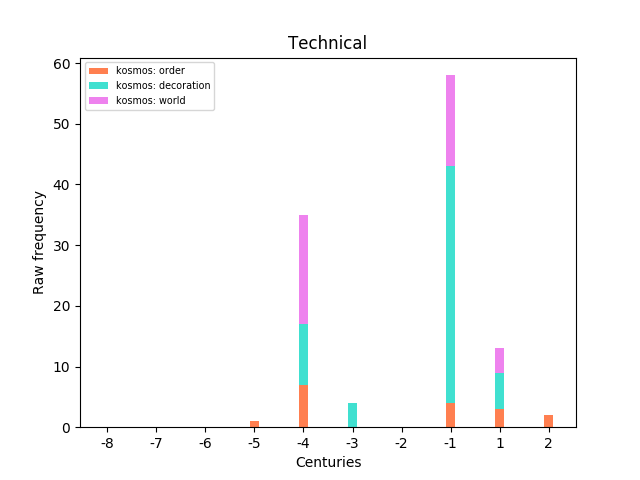 Technical
kosmos: order
kosmos: decoration
kosmos: world
Raw frequency
60
50
40
30
20
10
0
-8 -7 -6 -5 -4 -3 -2 -1 1 2
Centuries